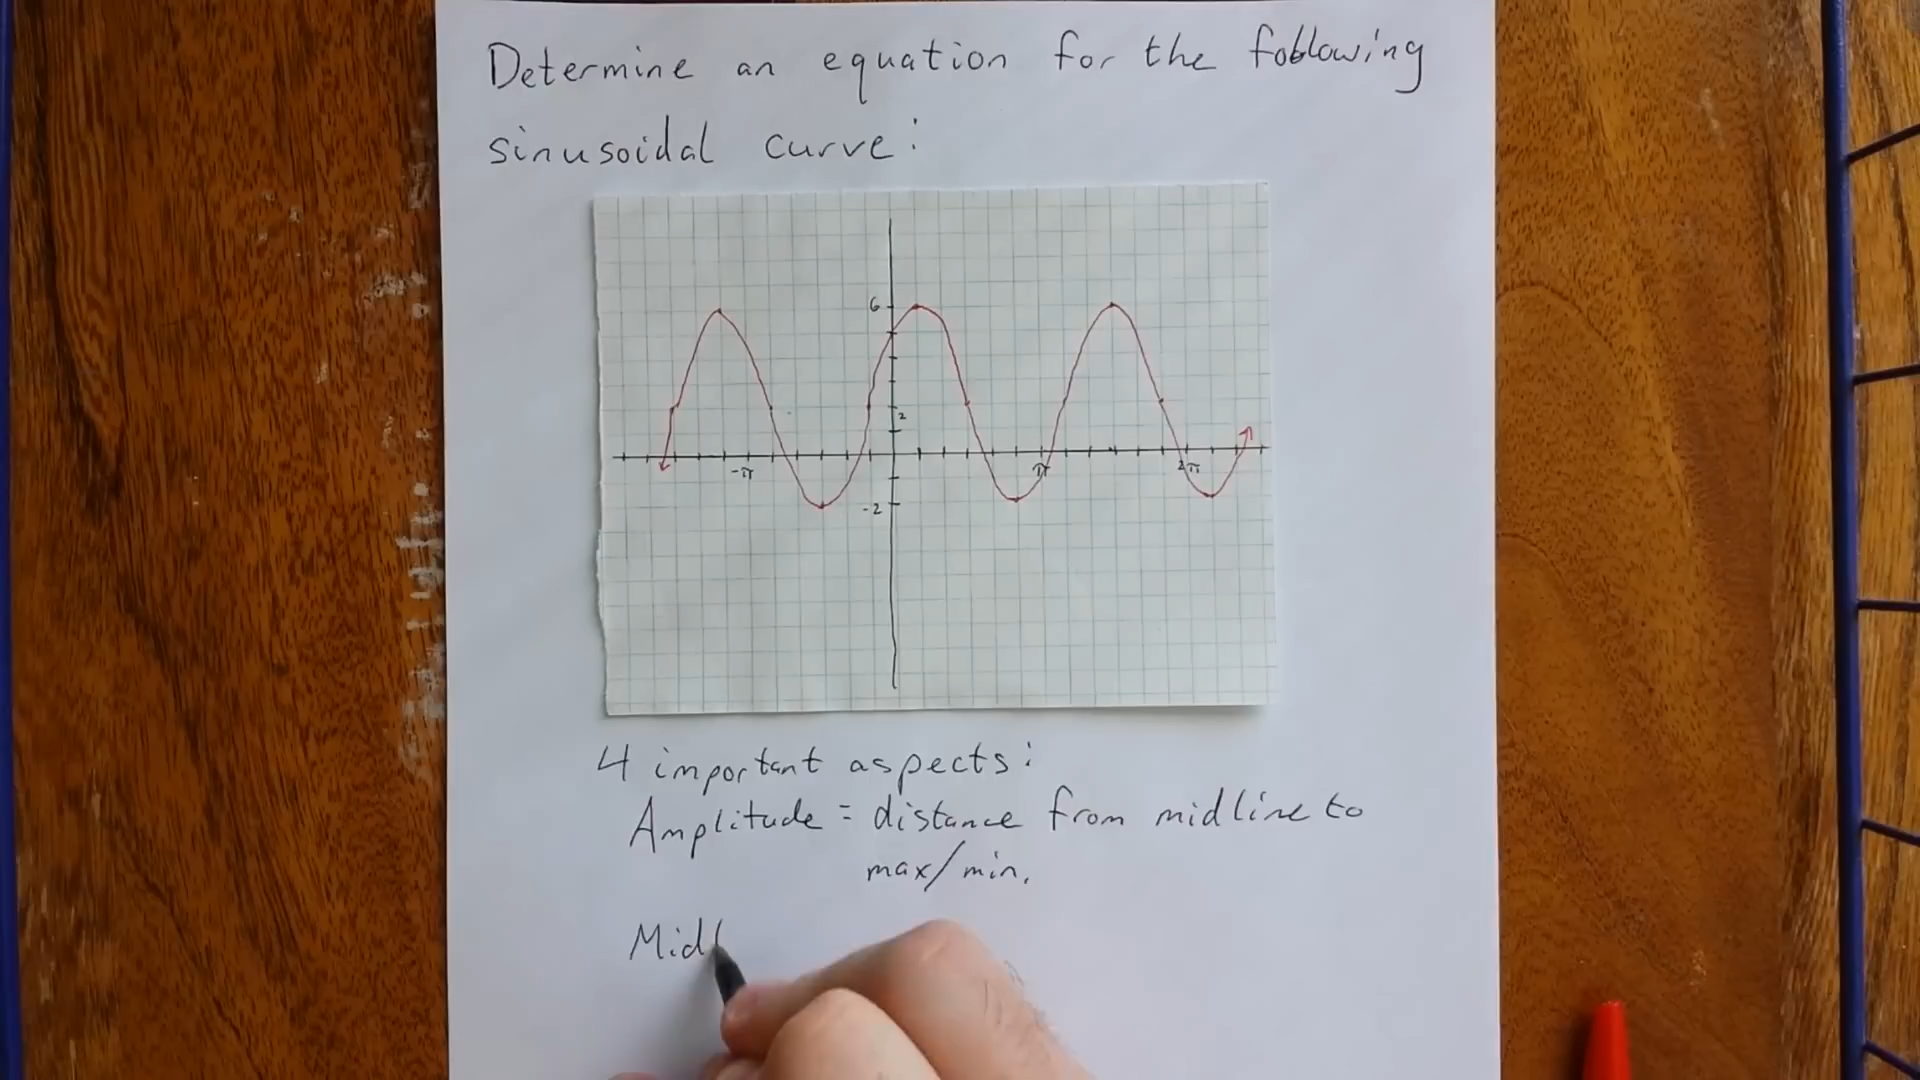 Determine an equation for the following
sinusoidal curve:
6
2
-π
π
2π
-2
4 important aspects:
Amplitude = distance from midline to
max/min.
Midl